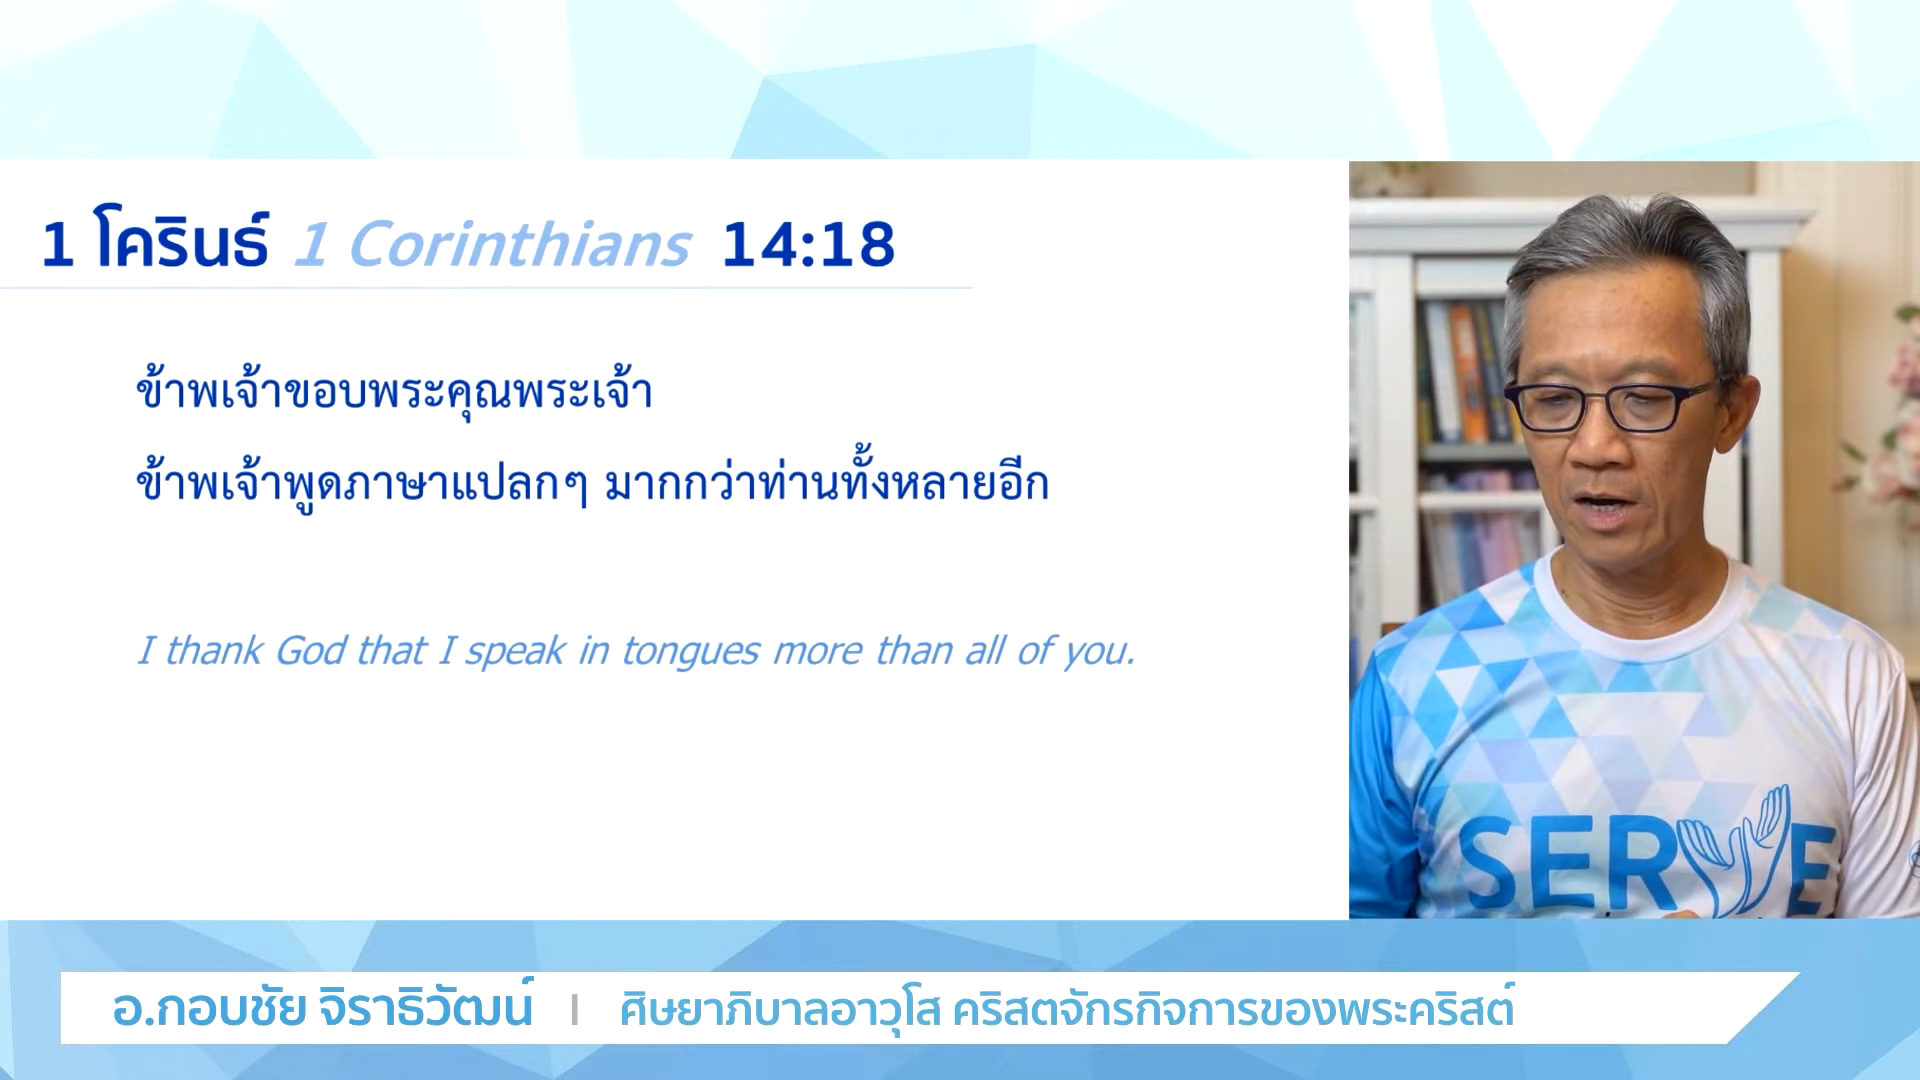 1 โครินธ์ 1 Corinthians 14:18
ข้าพเจ้าขอบพระคุณพระเจ้า
ข้าพเจ้าพูดภาษาแปลกๆ มากกว่าท่านทั้งหลายอีก
I thank God that I speak in tongues more than all of you.
SERVE
อ.กอบชัย จิราธิวัฒน์ | ศิษยาภิบาลอาวุโส คริสตจักรกิจการของพระคริสต์